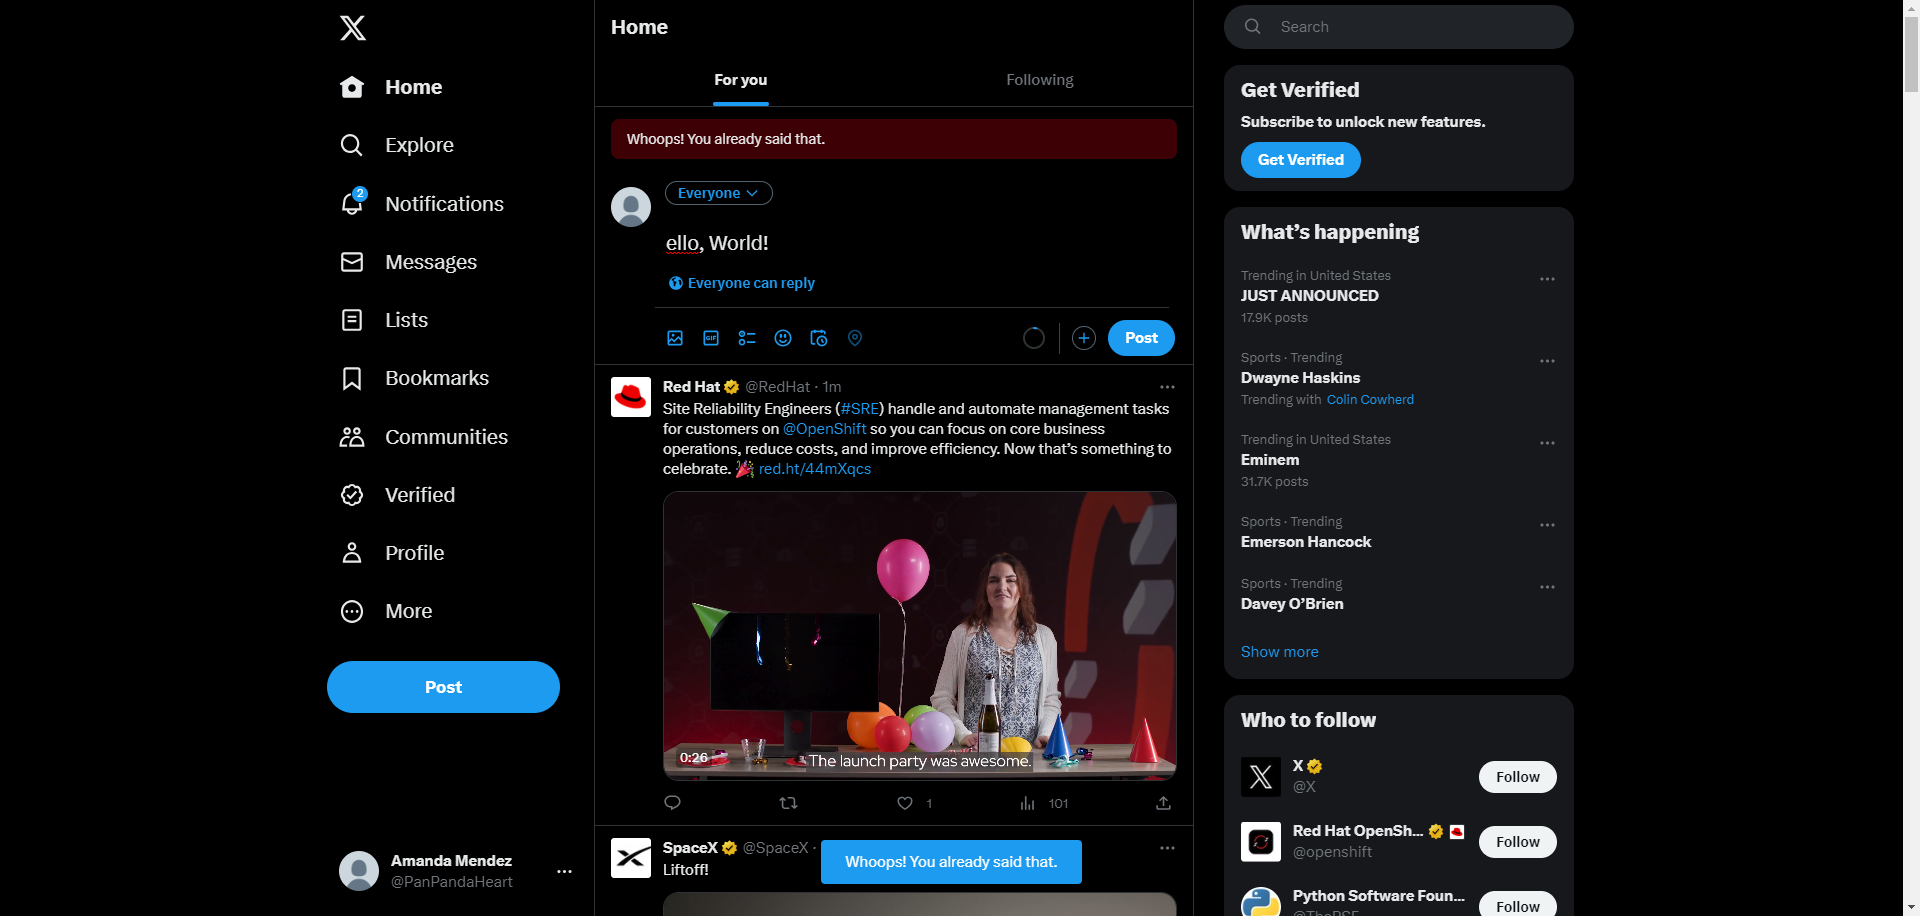 Home
Explore
2
Notifications
Messages
Lists
Bookmarks
Communities
Verified
Profile
More
Post
Amanda Mendez
@PanPandaHeart
Home
For you
Following
Whoops! You already said that.
Everyone
ello, World!
Everyone can reply
GIF
Post
Red Hat @RedHat · 1m
Site Reliability Engineers (#SRE) handle and automate management tasks
for customers on @OpenShift so you can focus on core business
operations, reduce costs, and improve efficiency. Now that's something to
celebrate. 🎉 red.ht/44mXqcs
0:26
The launch party was awesome.
1
101
SpaceX @SpaceX ·
Liftoff!
Whoops! You already said that.
Search
Get Verified
Subscribe to unlock new features.
Get Verified
What's happening
Trending in United States
JUST ANNOUNCED
17.9K posts
Sports · Trending
Dwayne Haskins
Trending with Colin Cowherd
Trending in United States
Eminem
31.7K posts
Sports · Trending
Emerson Hancock
Sports · Trending
Davey O'Brien
Show more
Who to follow
X
@X
Follow
Red Hat OpenSh...
@openshift
Follow
Python Software Foun...
@ThePSF
Follow